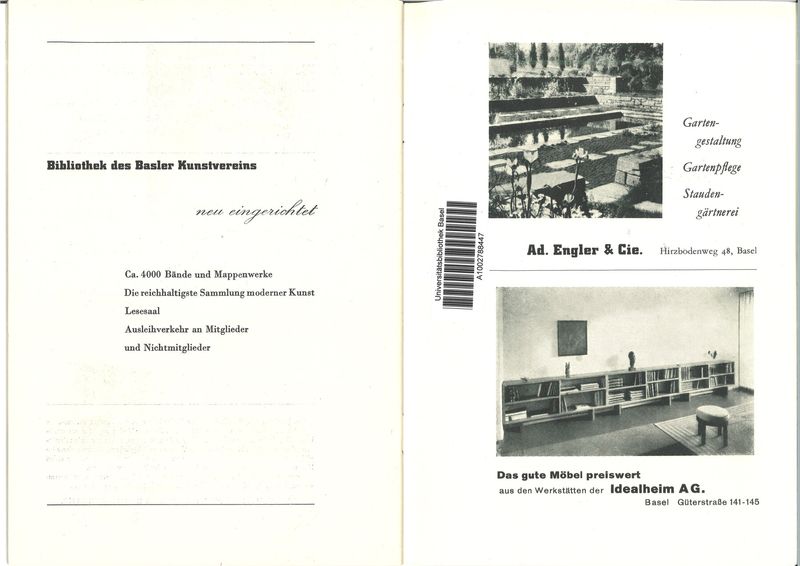 Bibliothek des Basler Kunstvereins
neu eingerichtet
Ca. 4000 Bände und Mappenwerke
Die reichhaltigste Sammlung moderner Kunst
Lesesaal
Ausleihverkehr an Mitglieder
und Nichtmitglieder
Garten-
gestaltung
Gartenpflege
Stauden-
gärtnerei
Universitätsbibliothek Basel
A1002788447
Ad. Engler & Cie. Hirzbodenweg 48, Basel
Das gute Möbel preiswert
aus den Werkstätten der Idealheim AG.
Basel Güterstraße 141-145